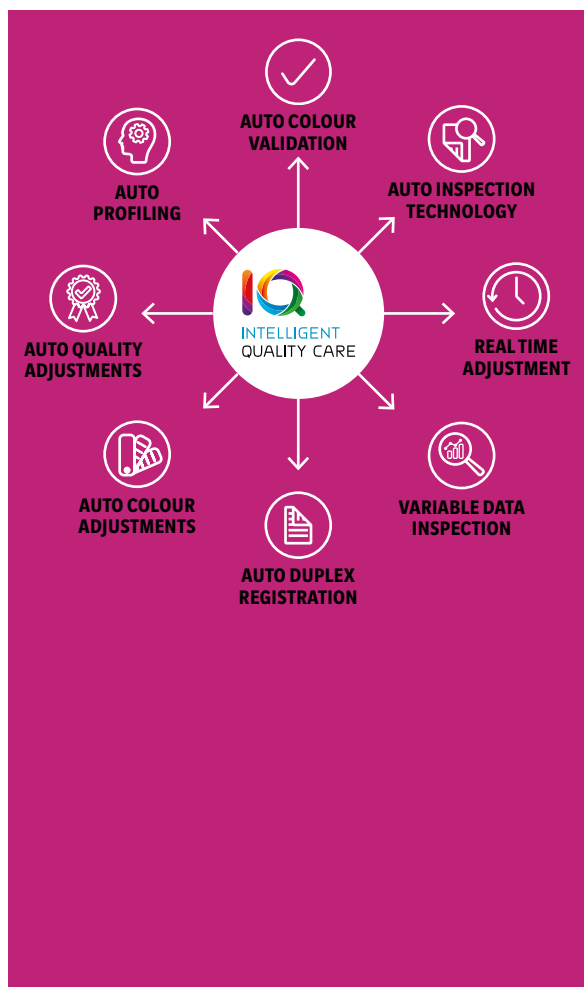 AUTO COLOUR
VALIDATION
AUTO
PROFILING
AUTO INSPECTION
TECHNOLOGY
IQ
INTELLIGENT
QUALITY CARE
AUTO QUALITY
ADJUSTMENTS
REAL TIME
ADJUSTMENT
AUTO COLOUR
ADJUSTMENTS
VARIABLE DATA
INSPECTION
AUTO DUPLEX
REGISTRATION